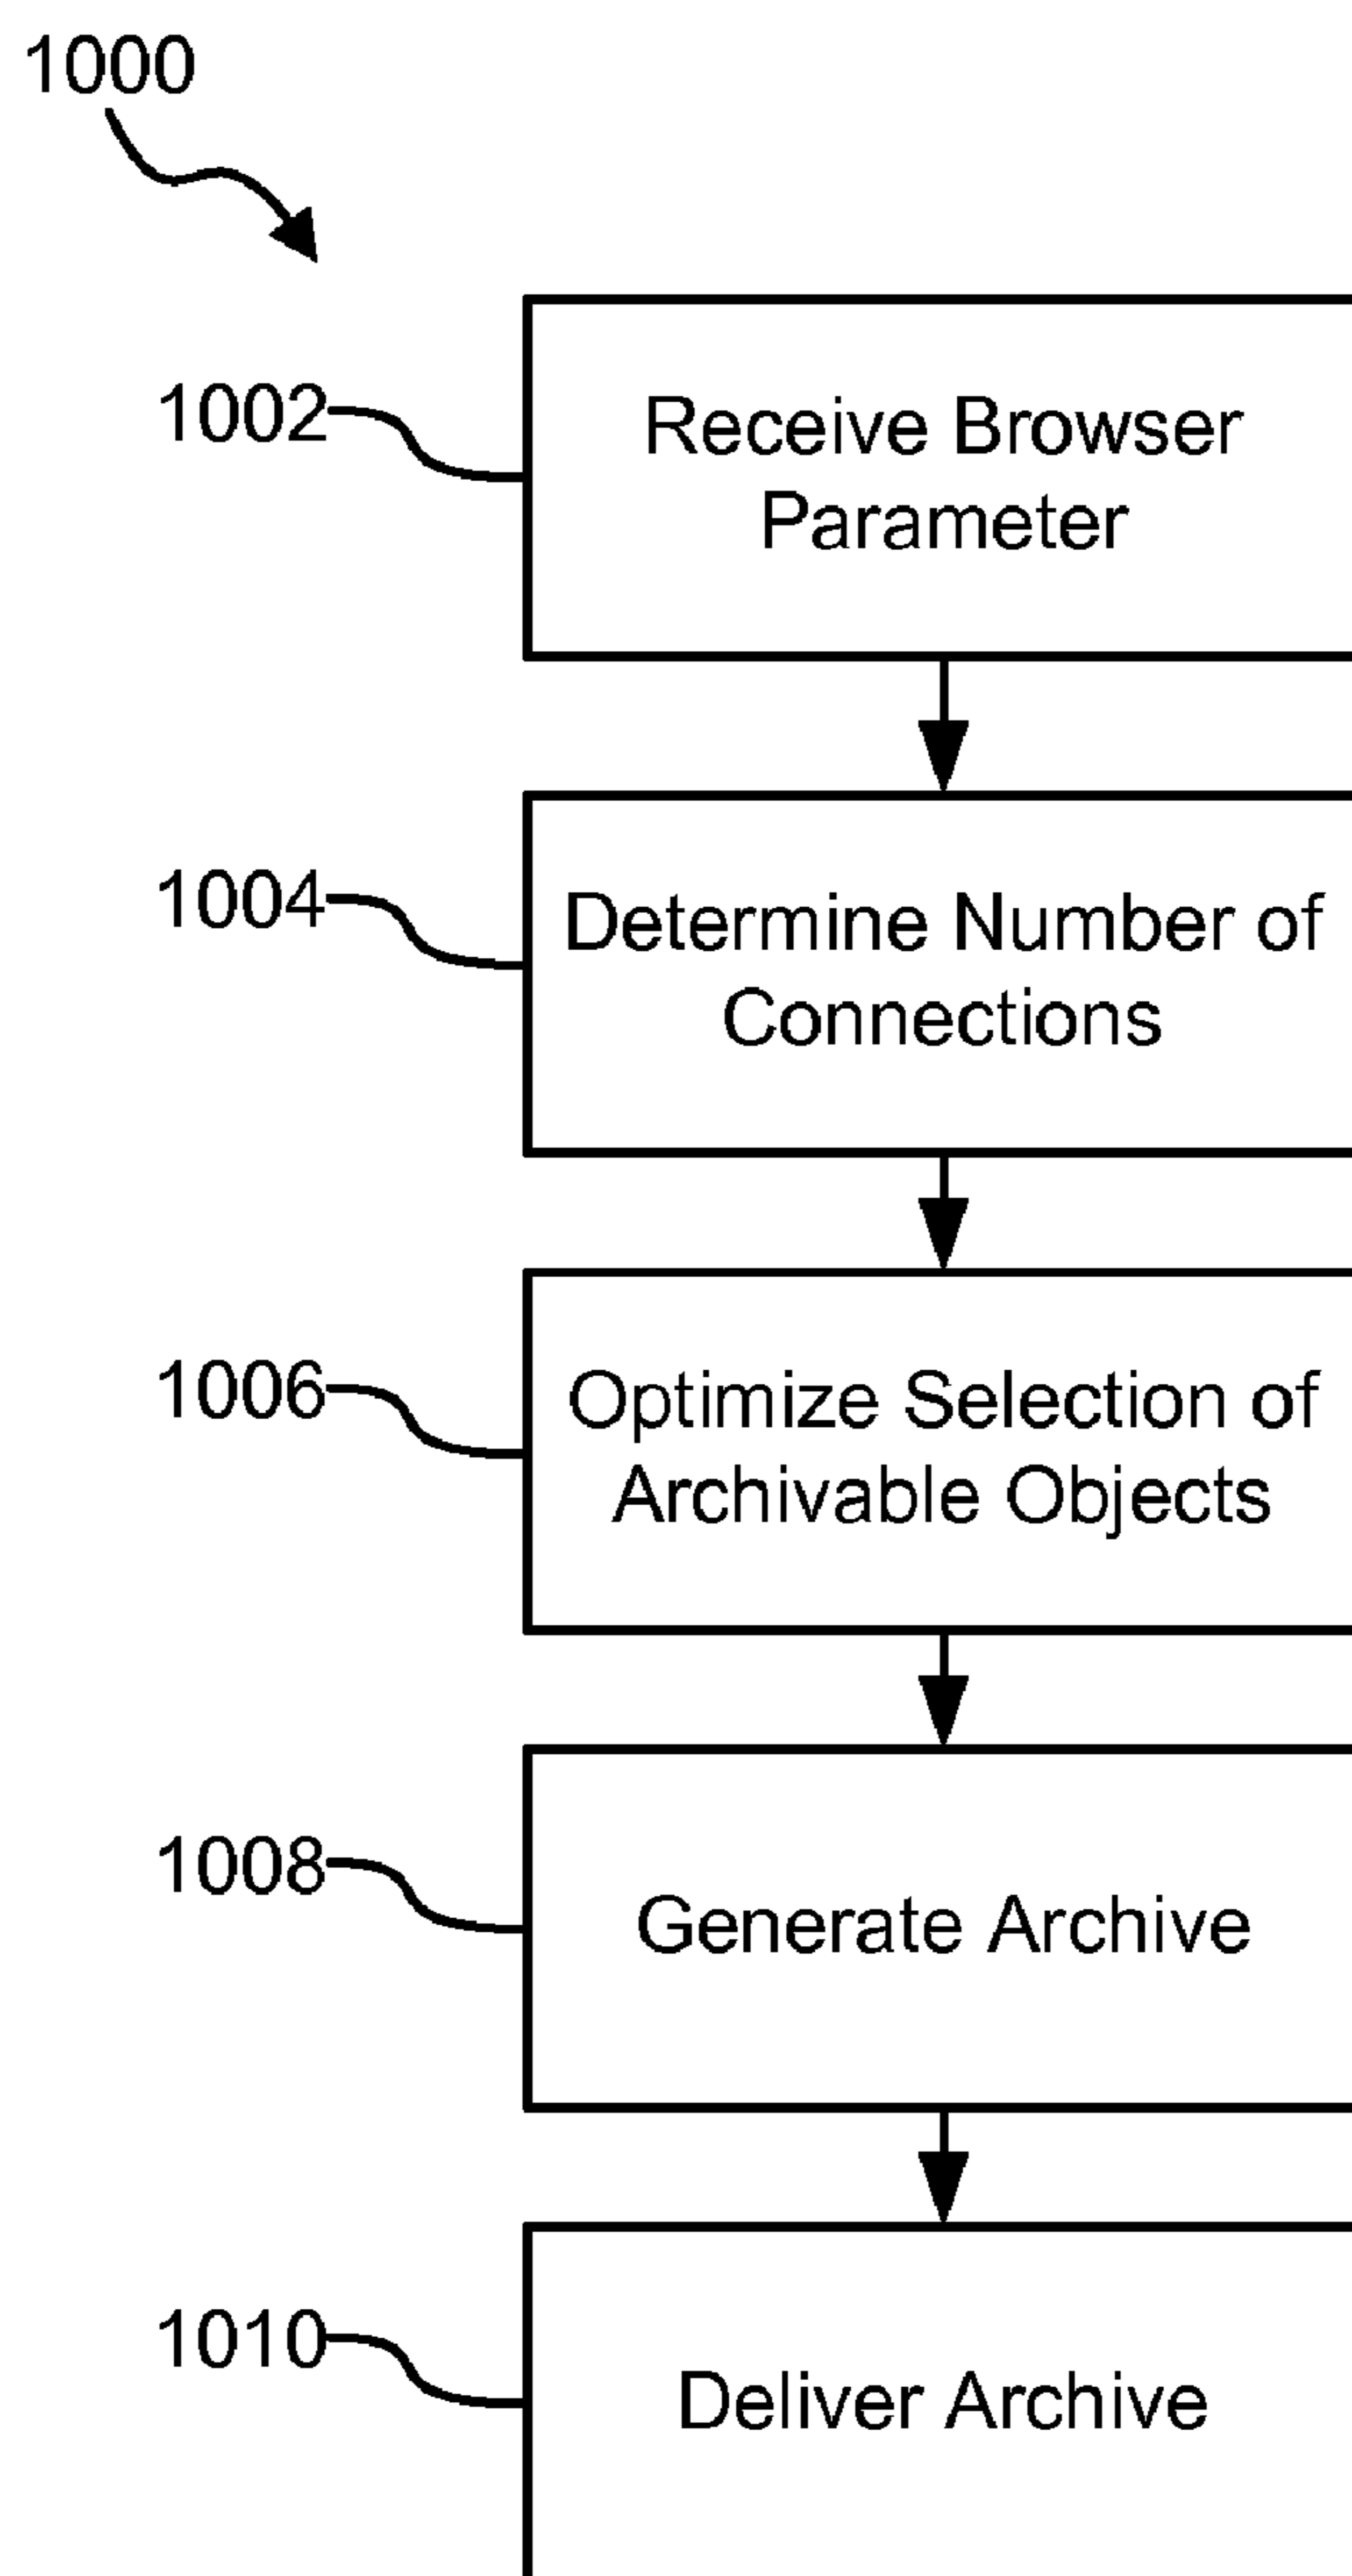 1000
1002
Receive Browser
Parameter
1004
Determine Number of
Connections
1006
Optimize Selection of
Archivable Objects
1008
Generate Archive
1010
Deliver Archive